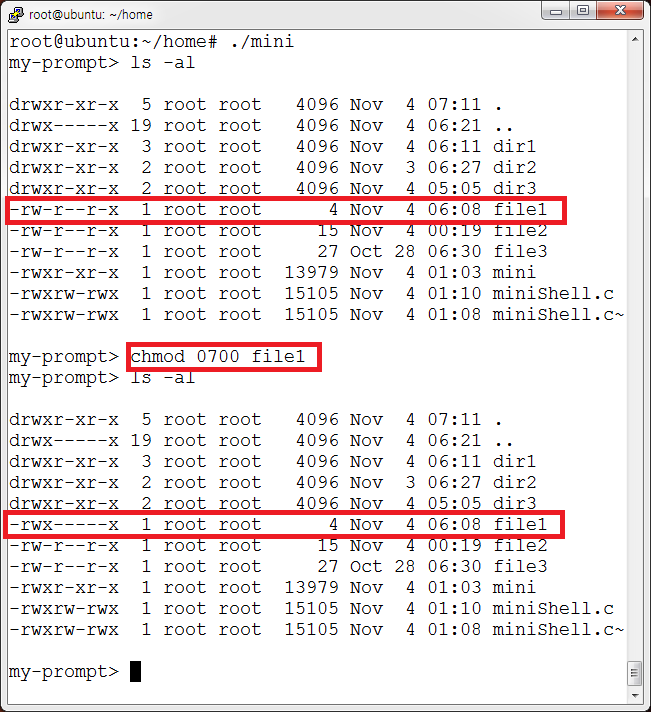 root@ubuntu: ~/home
root@ubuntu:~/home# ./mini
my-prompt> ls -al
drwxr-xr-x 5 root root 4096 Nov 4 07:11 .
drwx-----x 19 root root 4096 Nov 4 06:21 ..
drwxr-xr-x 3 root root 4096 Nov 4 06:11 dir1
drwxr-xr-x 2 root root 4096 Nov 3 06:27 dir2
drwxr-xr-x 2 root root 4096 Nov 4 05:05 dir3
-rw-r--r-x 1 root root 4 Nov 4 06:08 file1
-rw-r--r-x 1 root root 15 Nov 4 00:19 file2
-rw-r--r-x 1 root root 27 Oct 28 06:30 file3
-rwxr-xr-x 1 root root 13979 Nov 4 01:03 mini
-rwxrw-rwx 1 root root 15105 Nov 4 01:10 miniShell.c
-rwxrw-rwx 1 root root 15105 Nov 4 01:08 miniShell.c~
my-prompt> chmod 0700 file1
my-prompt> ls -al
drwxr-xr-x 5 root root 4096 Nov 4 07:11 .
drwx-----x 19 root root 4096 Nov 4 06:21 ..
drwxr-xr-x 3 root root 4096 Nov 4 06:11 dir1
drwxr-xr-x 2 root root 4096 Nov 3 06:27 dir2
drwxr-xr-x 2 root root 4096 Nov 4 05:05 dir3
-rwx-----x 1 root root 4 Nov 4 06:08 file1
-rw-r--r-x 1 root root 15 Nov 4 00:19 file2
-rw-r--r-x 1 root root 27 Oct 28 06:30 file3
-rwxr-xr-x 1 root root 13979 Nov 4 01:03 mini
-rwxrw-rwx 1 root root 15105 Nov 4 01:10 miniShell.c
-rwxrw-rwx 1 root root 15105 Nov 4 01:08 miniShell.c~
my-prompt>